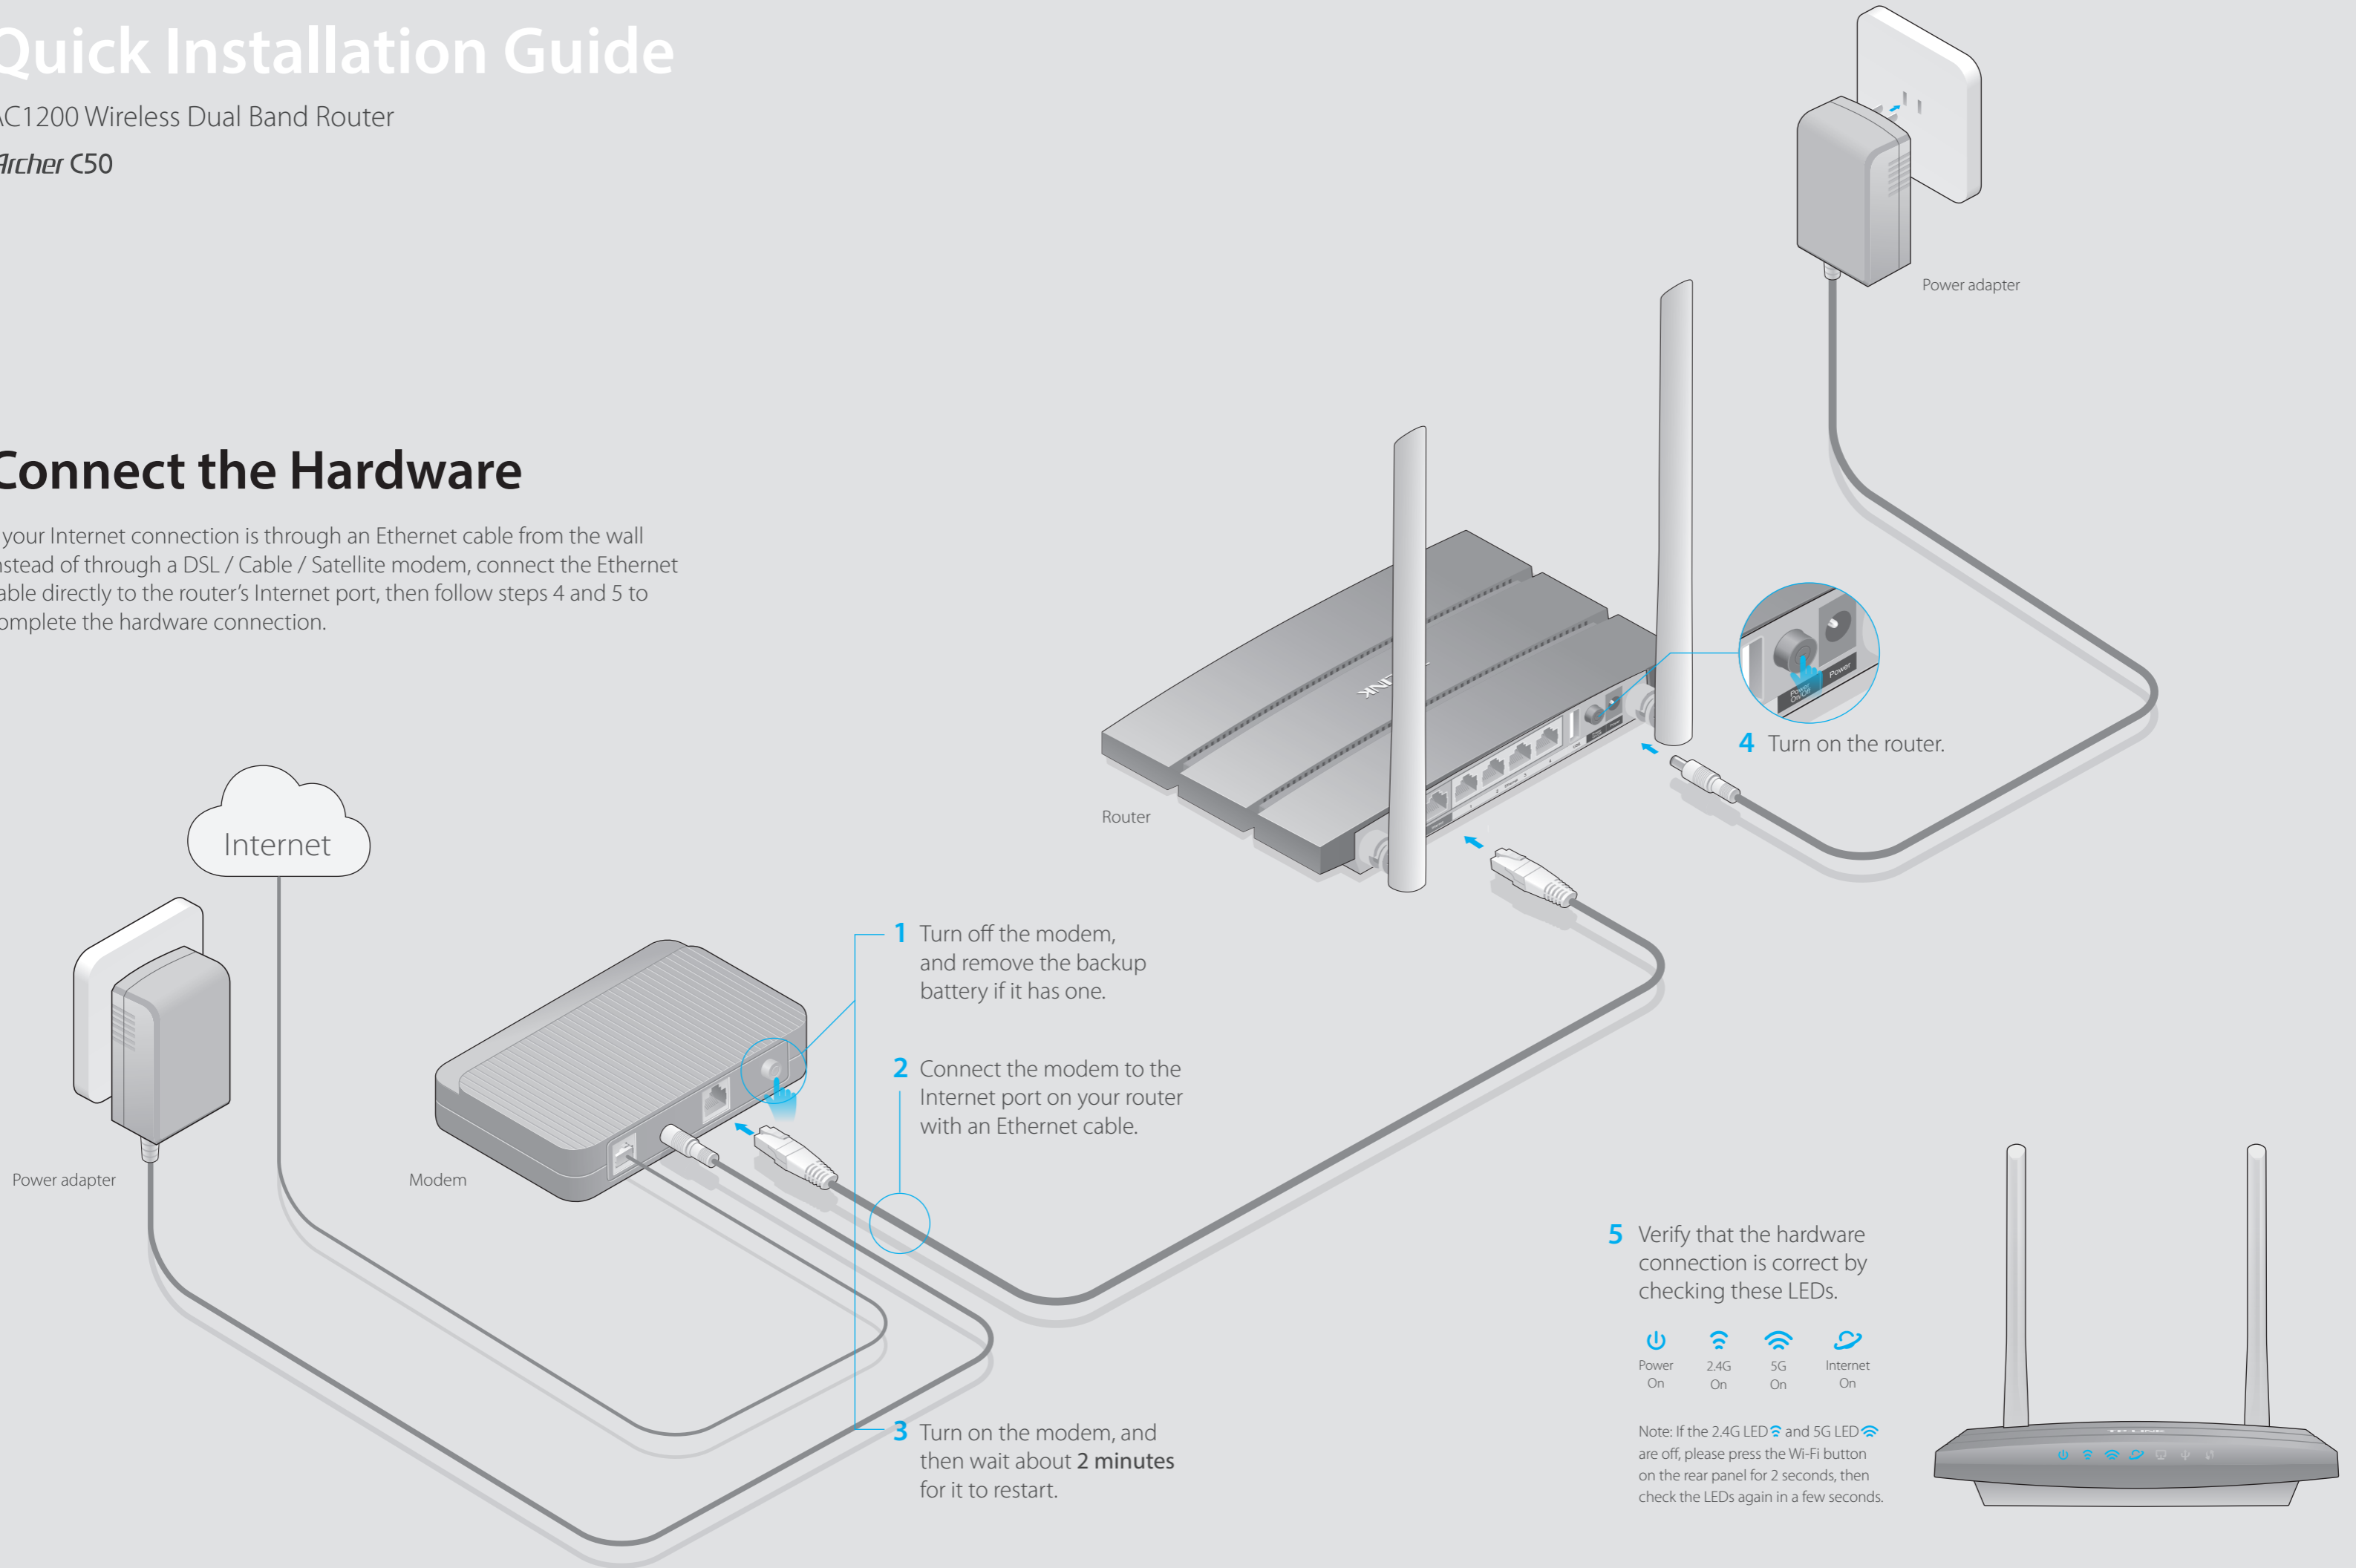 Quick Installation Guide
AC1200 Wireless Dual Band Router
Archer C50
Connect the Hardware
your Internet connection is through an Ethernet cable from the wall
nstead of through a DSL / Cable / Satellite modem, connect the Ethernet
able directly to the router's Internet port, then follow steps 4 and 5 to
omplete the hardware connection.
Power adapter
Power On/Off
Power
4 Turn on the router.
Router
Internet
Power adapter
Modem
1 Turn off the modem,
and remove the backup
battery if it has one.
2 Connect the modem to the
Internet port on your router
with an Ethernet cable.
3 Turn on the modem, and
then wait about 2 minutes
for it to restart.
5 Verify that the hardware
connection is correct by
checking these LEDs.
Power 2.4G 5G Internet
On On On On
Note: If the 2.4G LED and 5G LED
are off, please press the Wi-Fi button
on the rear panel for 2 seconds, then
check the LEDs again in a few seconds.
TP-LINK